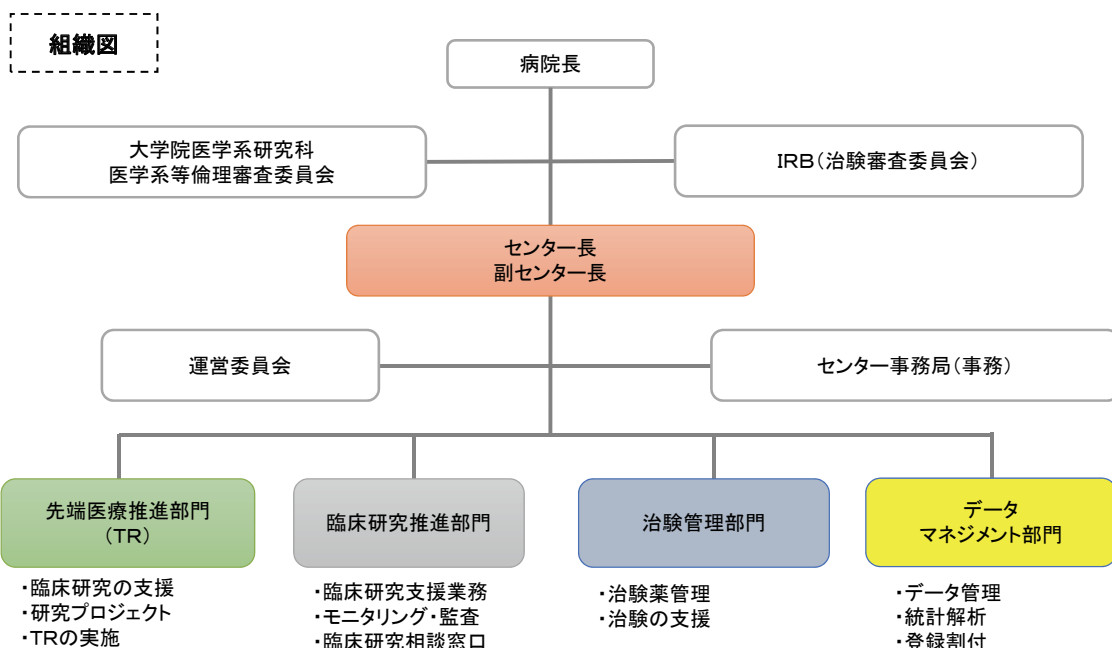 組織図
病院長
大学院医学系研究科
医学系等倫理審査委員会
IRB(治験審査委員会)
センター長
副センター長
運営委員会
センター事務局(事務)
先端医療推進部門
(TR)
臨床研究推進部門
治験管理部門
データ
マネジメント部門
・臨床研究の支援
・研究プロジェクト
・TRの実施
・臨床研究支援業務
・モニタリング・監査
・臨床研究相談窓口
・治験薬管理
・治験の支援
・データ管理
・統計解析
・登録割付